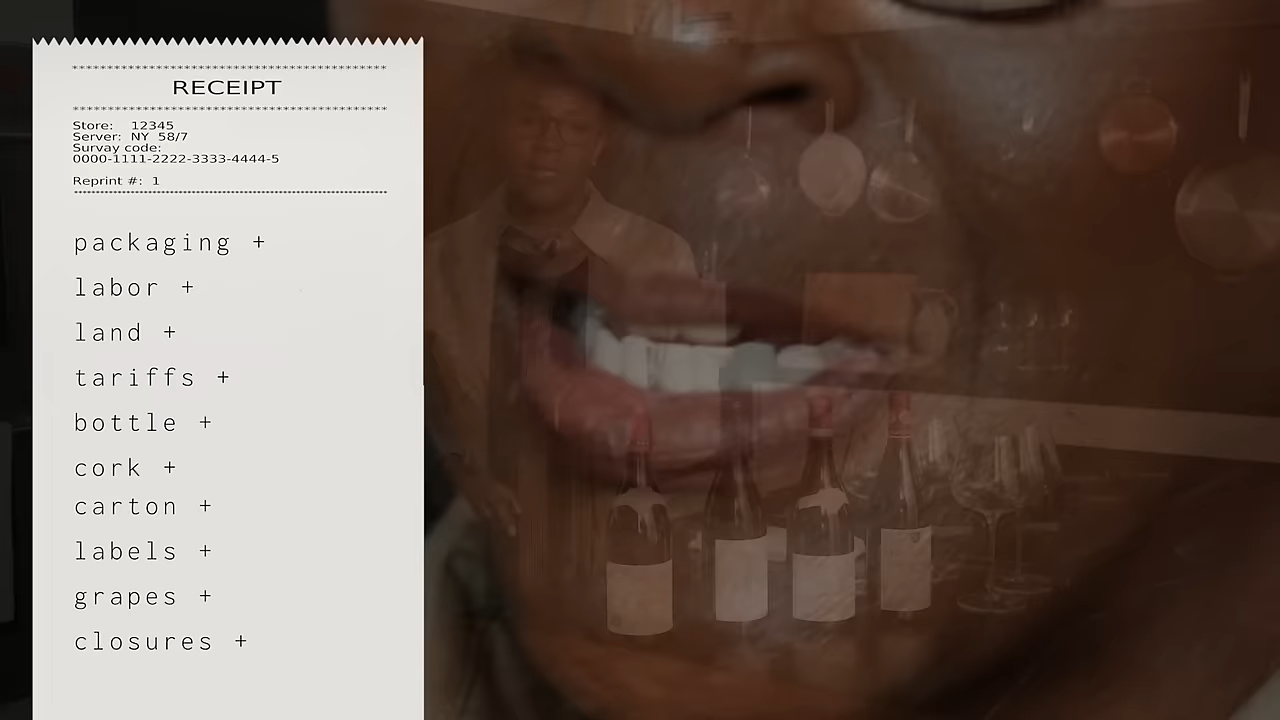 ********************************************
RECEIPT
********************************************
Store: 12345
Server: NY 58/7
Survay code:
0000-1111-2222-3333-4444-5
Reprint #: 1
--------------------------------------------
packaging +
labor +
land +
tariffs +
bottle +
cork +
carton +
labels +
grapes +
closures +